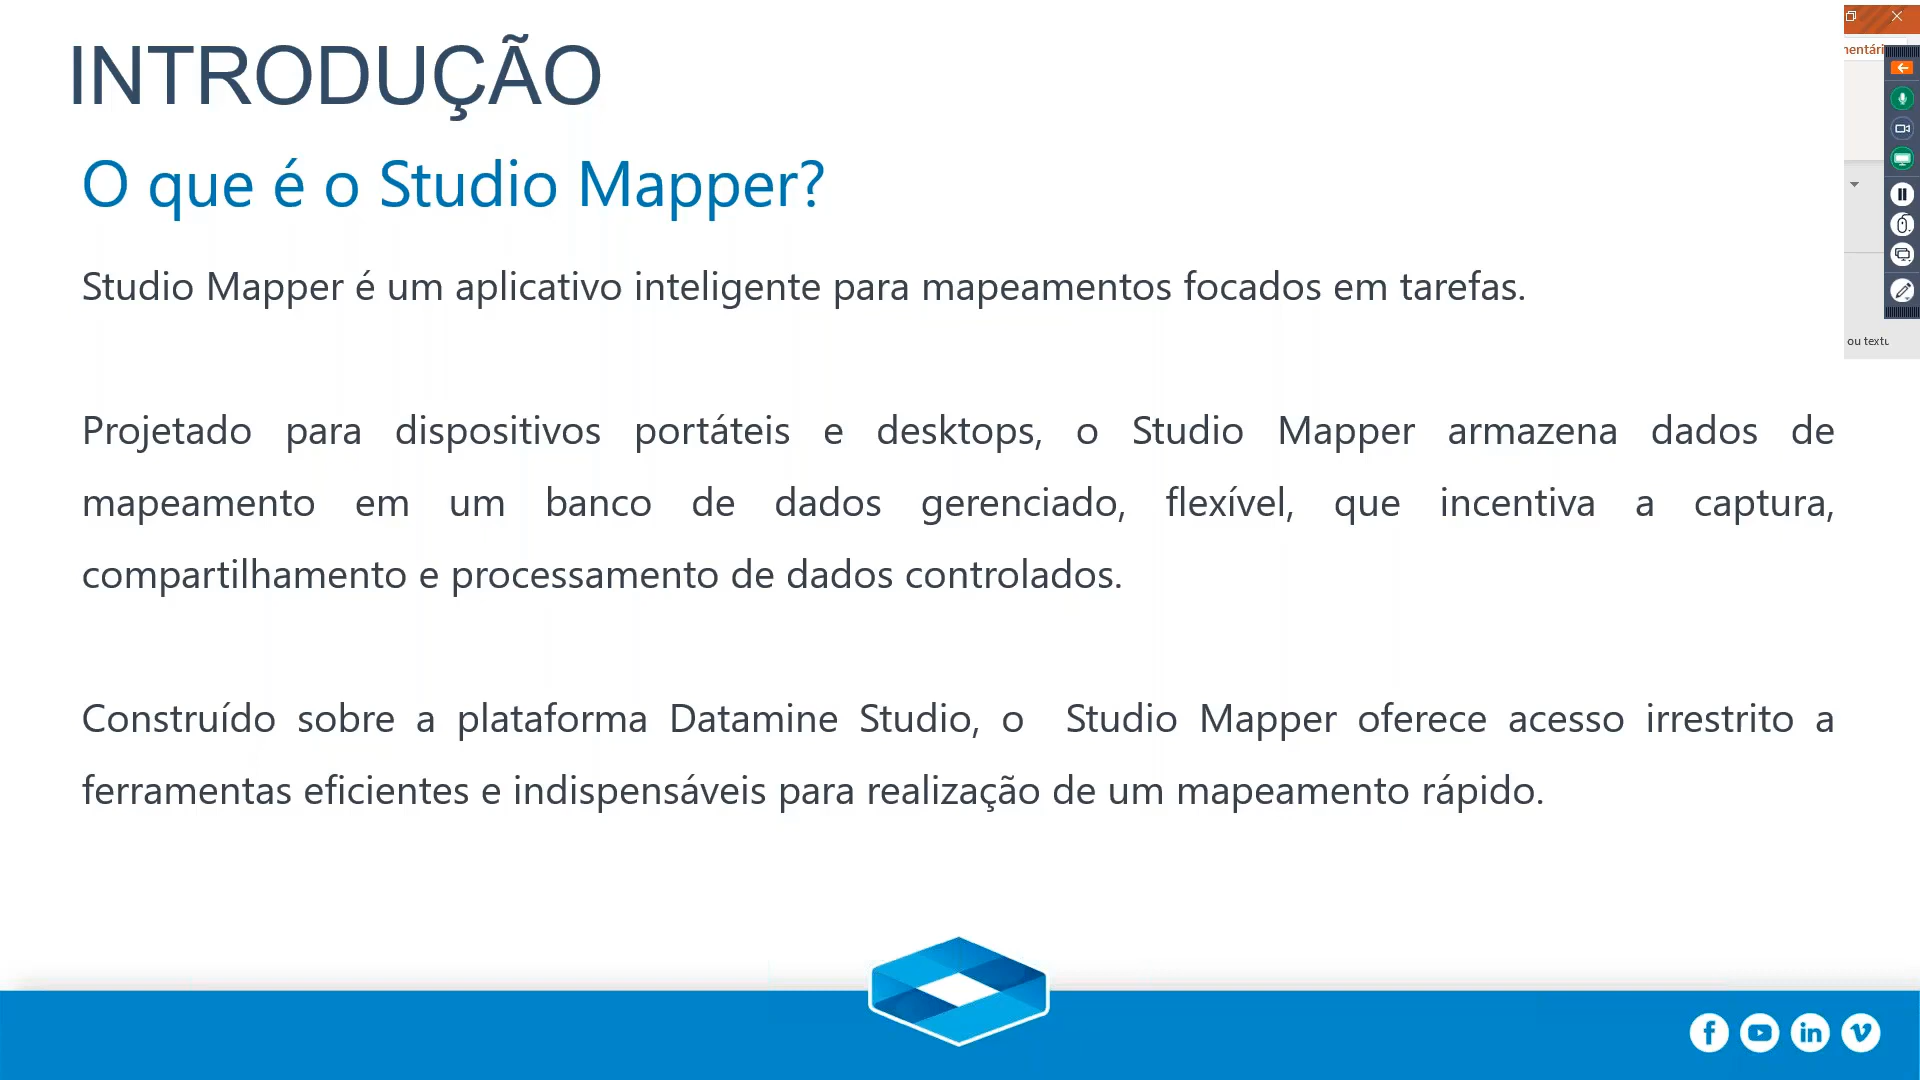 INTRODUÇÃO
O que é o Studio Mapper?
Studio Mapper é um aplicativo inteligente para mapeamentos focados em tarefas.
Projetado para dispositivos portáteis e desktops, o Studio Mapper armazena dados de
mapeamento em um banco de dados gerenciado, flexível, que incentiva a captura,
compartilhamento e processamento de dados controlados.
Construído sobre a plataforma Datamine Studio, o Studio Mapper oferece acesso irrestrito a
ferramentas eficientes e indispensáveis para realização de um mapeamento rápido.
ou